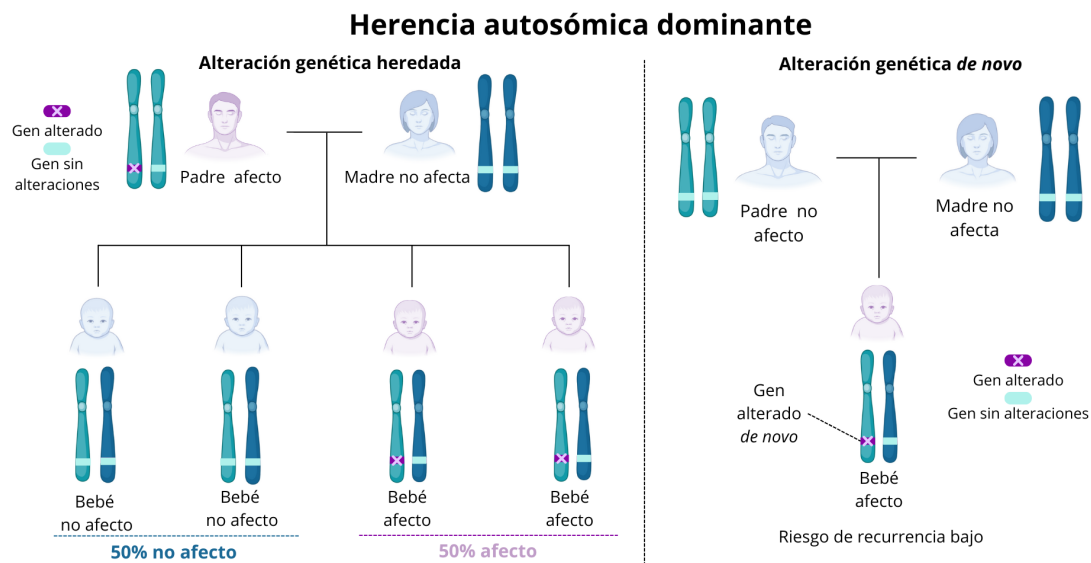 Herencia autosómica dominante
Alteración genética heredada
Gen alterado
Gen sin
alteraciones
Padre afecto
Madre no afecta
Bebé
no afecto
Bebé
no afecto
Bebé
afecto
Bebé
afecto
50% no afecto
50% afecto
Alteración genética de novo
Padre no
afecto
Madre no
afecta
Gen
alterado
de novo
Gen alterado
Gen sin alteraciones
Bebé
afecto
Riesgo de recurrencia bajo